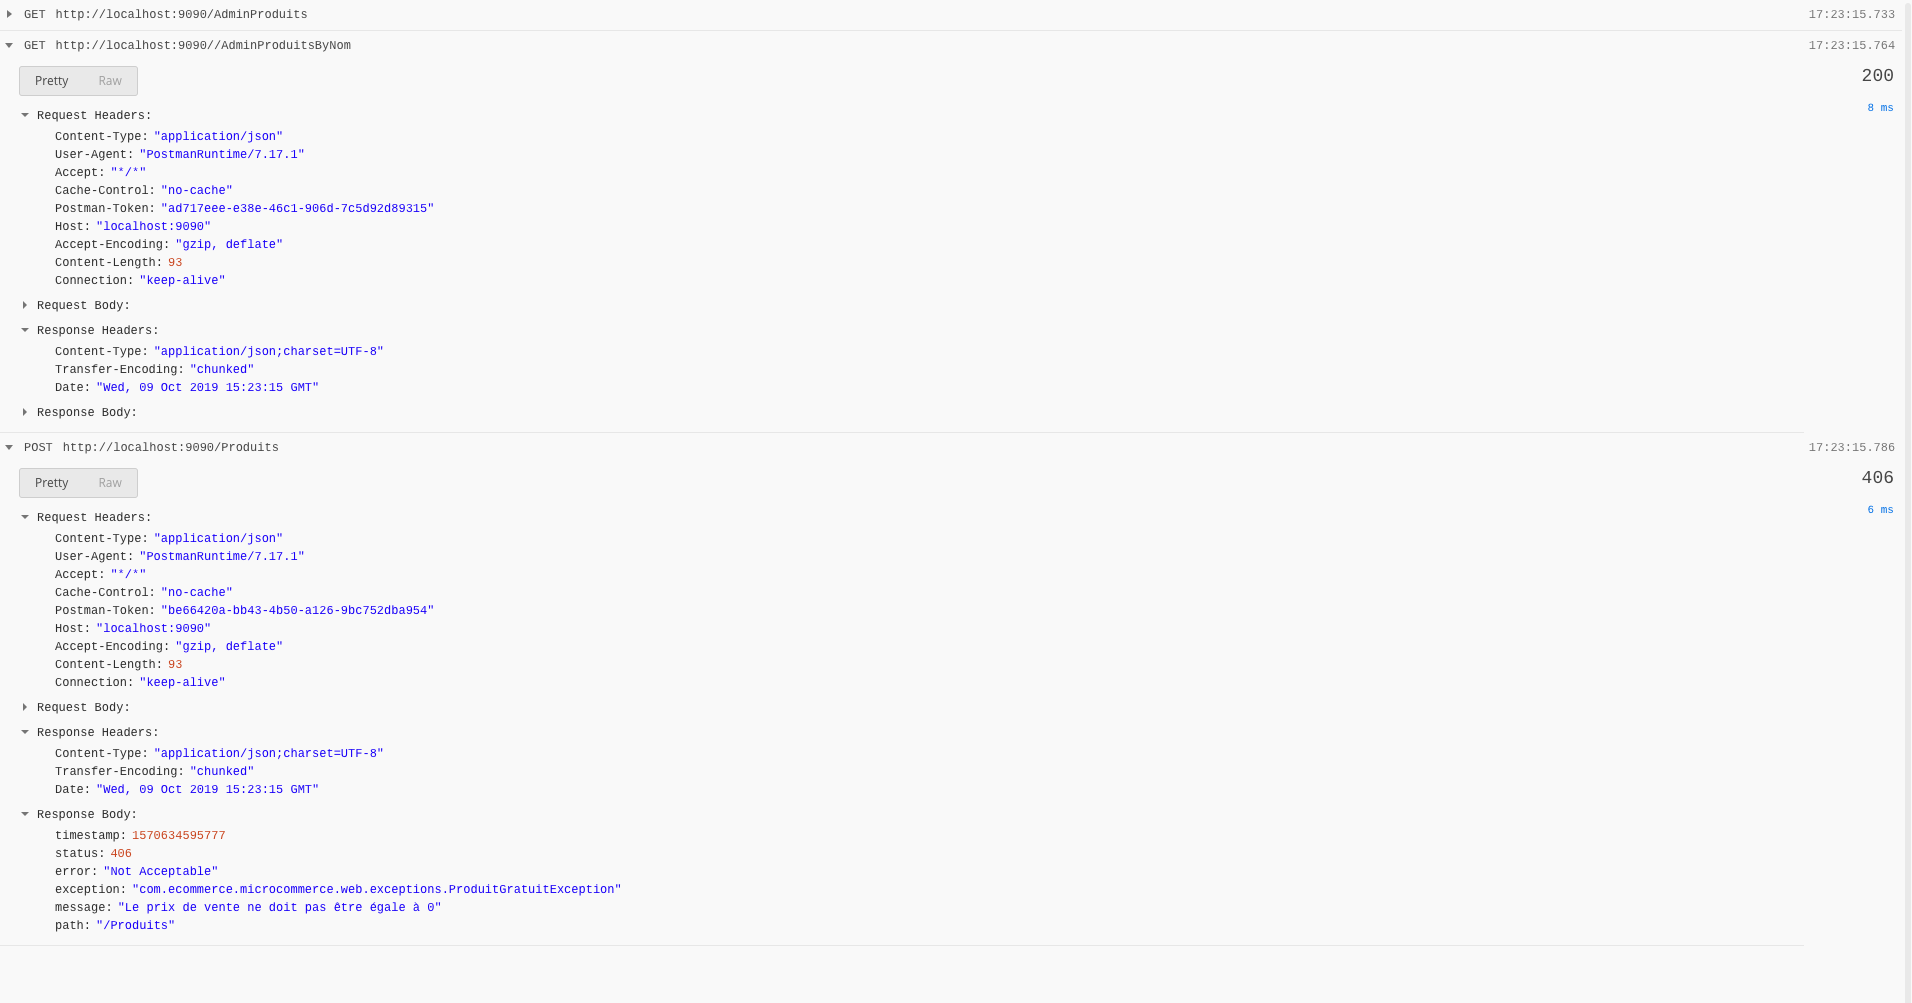 GET http://localhost:9090/AdminProduits 17:23:15.733
GET http://localhost:9090//AdminProduitsByNom 17:23:15.764
Pretty Raw 200
8 ms
Request Headers:
Content-Type: "application/json"
User-Agent: "PostmanRuntime/7.17.1"
Accept: "*/*"
Cache-Control: "no-cache"
Postman-Token: "ad717eee-e38e-46c1-906d-7c5d92d89315"
Host: "localhost:9090"
Accept-Encoding: "gzip, deflate"
Content-Length: 93
Connection: "keep-alive"
Request Body:
Response Headers:
Content-Type: "application/json;charset=UTF-8"
Transfer-Encoding: "chunked"
Date: "Wed, 09 Oct 2019 15:23:15 GMT"
Response Body:
POST http://localhost:9090/Produits 17:23:15.786
Pretty Raw 406
6 ms
Request Headers:
Content-Type: "application/json"
User-Agent: "PostmanRuntime/7.17.1"
Accept: "*/*"
Cache-Control: "no-cache"
Postman-Token: "be66420a-bb43-4b50-a126-9bc752dba954"
Host: "localhost:9090"
Accept-Encoding: "gzip, deflate"
Content-Length: 93
Connection: "keep-alive"
Request Body:
Response Headers:
Content-Type: "application/json;charset=UTF-8"
Transfer-Encoding: "chunked"
Date: "Wed, 09 Oct 2019 15:23:15 GMT"
Response Body:
timestamp: 1570634595777
status: 406
error: "Not Acceptable"
exception: "com.ecommerce.microcommerce.web.exceptions.ProduitGratuitException"
message: "Le prix de vente ne doit pas être égale à 0"
path: "/Produits"